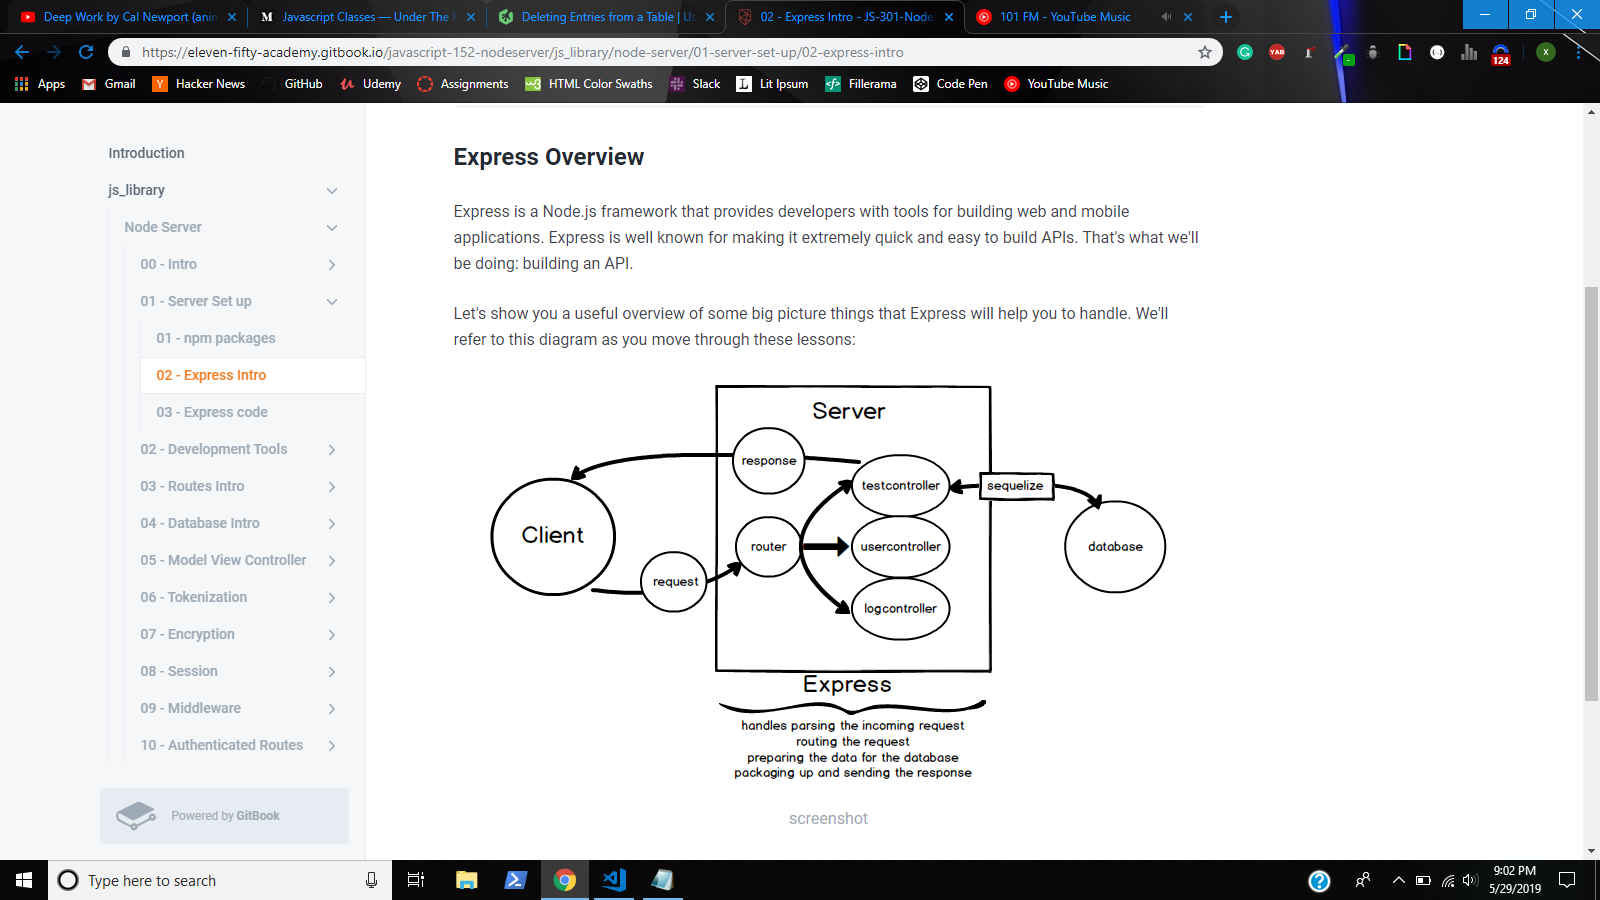 Deep Work by Cal Newport (anim
Javascript Classes — Under The H
Deleting Entries from a Table | Us
02 - Express Intro - JS-301-Node
101 FM - YouTube Music
https://eleven-fifty-academy.gitbook.io/javascript-152-nodeserver/js_library/node-server/01-server-set-up/02-express-intro
YAB
124
X
Apps
Gmail
Hacker News
GitHub
Udemy
Assignments
HTML Color Swaths
Slack
Lit Ipsum
Fillerama
Code Pen
YouTube Music
Introduction
js_library
Node Server
00 - Intro
01 - Server Set up
01 - npm packages
02 - Express Intro
03 - Express code
02 - Development Tools
03 - Routes Intro
04 - Database Intro
05 - Model View Controller
06 - Tokenization
07 - Encryption
08 - Session
09 - Middleware
10 - Authenticated Routes
Powered by GitBook
Express Overview
Express is a Node.js framework that provides developers with tools for building web and mobile
applications. Express is well known for making it extremely quick and easy to build APIs. That's what we'll
be doing: building an API.
Let's show you a useful overview of some big picture things that Express will help you to handle. We'll
refer to this diagram as you move through these lessons:
Server
response
testcontroller
sequelize
Client
router
usercontroller
database
request
logcontroller
Express
handles parsing the incoming request
routing the request
preparing the data for the database
packaging up and sending the response
screenshot
Type here to search
9:02 PM
5/29/2019